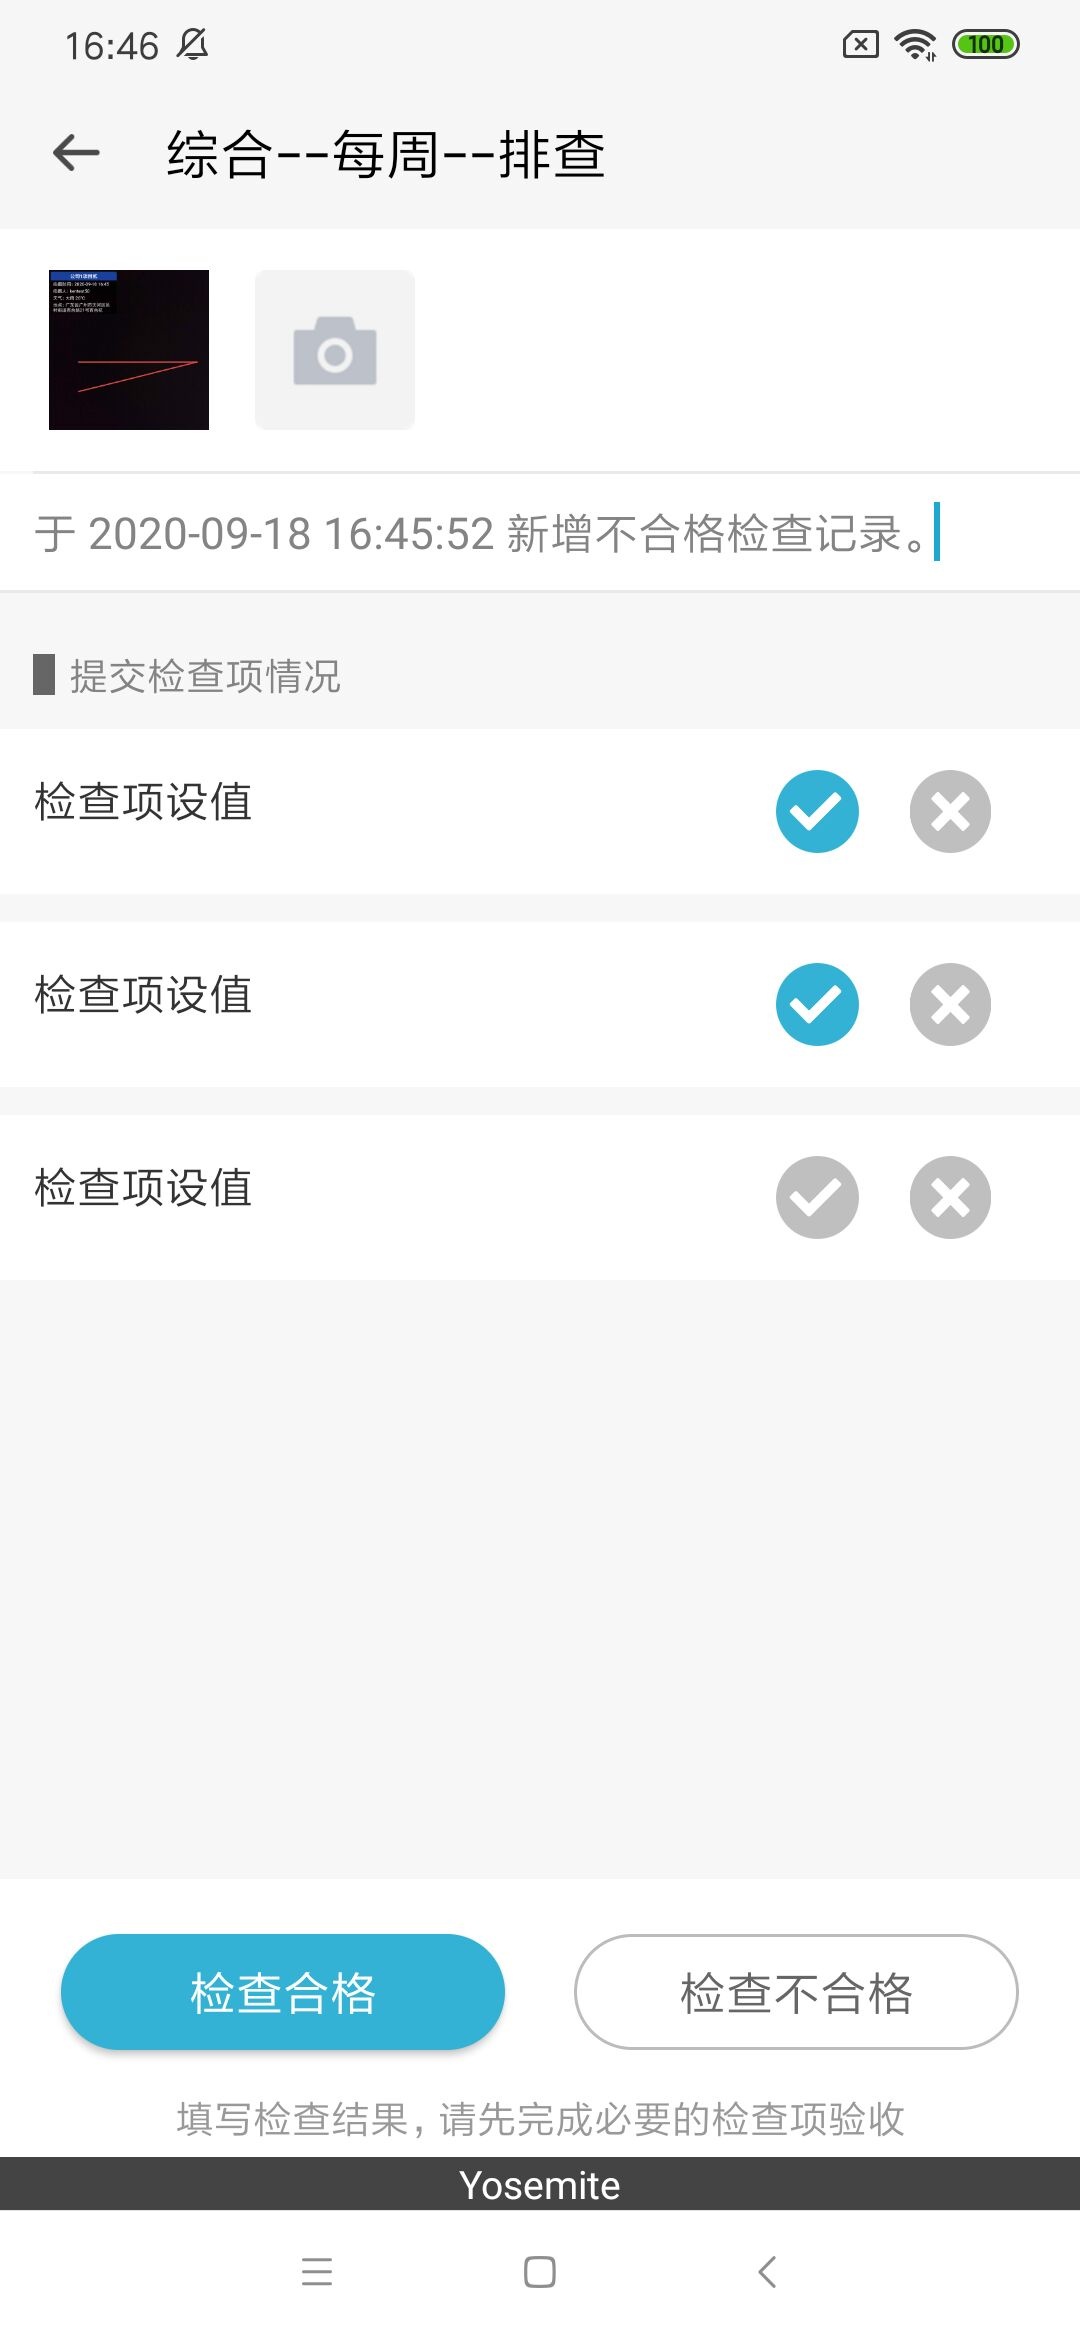 16:46
100
综合--每周--排查
于 2020-09-18 16:45:52 新增不合格检查记录。
提交检查项情况
检查项设值
检查项设值
检查项设值
检查合格
检查不合格
填写检查结果，请先完成必要的检查项验收
Yosemite